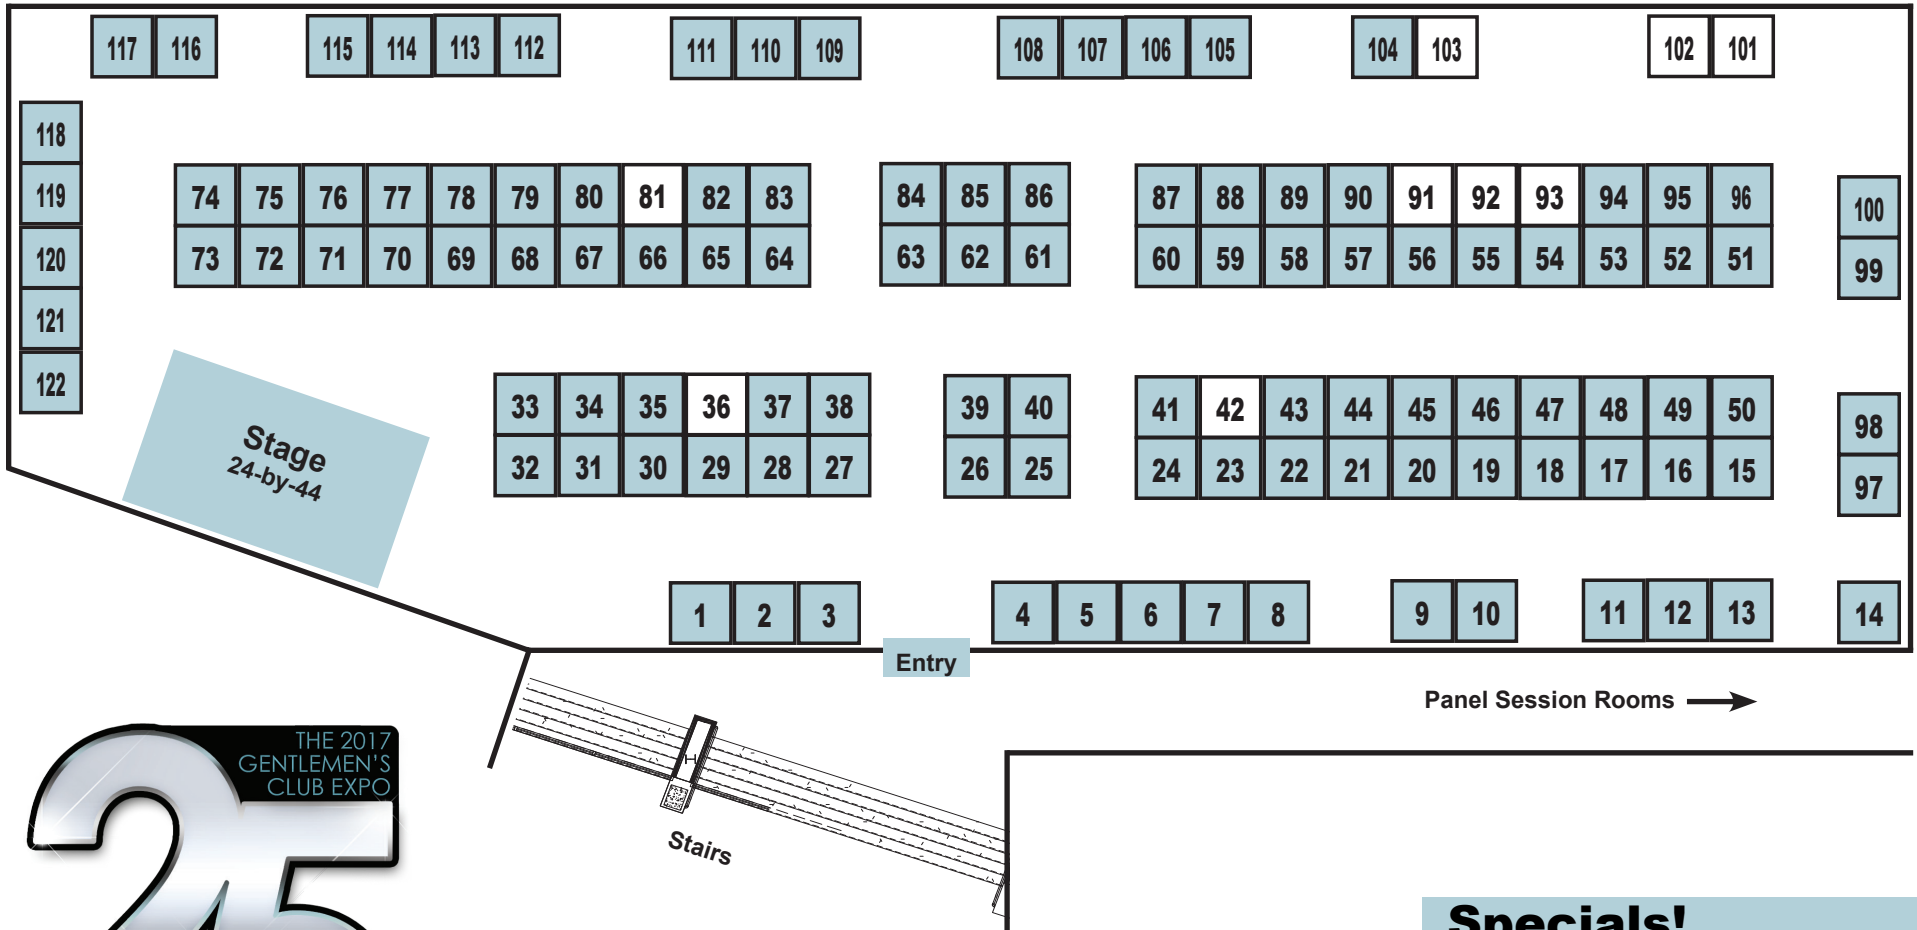 117 116 115 114 113 112 111 110 109 108 107 106 105 104 103 102 101
118
119
120
121
122
74 75 76 77 78 79 80 81 82 83 84 85 86 87 88 89 90 91 92 93 94 95 96
73 72 71 70 69 68 67 66 65 64 63 62 61 60 59 58 57 56 55 54 53 52 51
100
99
33 34 35 36 37 38 39 40 41 42 43 44 45 46 47 48 49 50
32 31 30 29 28 27 26 25 24 23 22 21 20 19 18 17 16 15
98
97
Stage
24-by-44
1 2 3 4 5 6 7 8 9 10 11 12 13 14
Entry
Panel Session Rooms
H
Stairs
THE 2017
GENTLEMEN'S
CLUB EXPO
25
Specials!